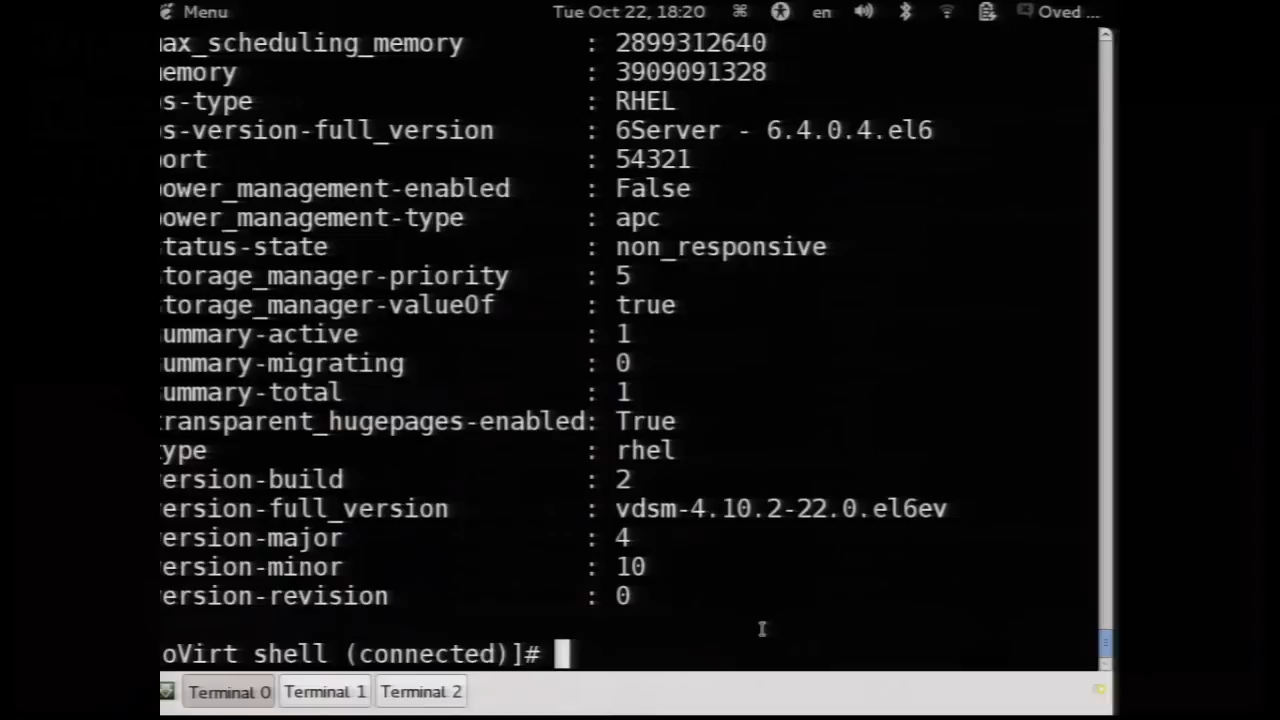 Menu Tue Oct 22, 18:20 en Oved ...
ax_scheduling_memory : 2899312640
emory : 3909091328
s-type : RHEL
s-version-full_version : 6Server - 6.4.0.4.el6
ort : 54321
ower_management-enabled : False
ower_management-type : apc
tatus-state : non_responsive
torage_manager-priority : 5
torage_manager-valueOf : true
ummary-active : 1
ummary-migrating : 0
ummary-total : 1
transparent_hugepages-enabled: True
ype : rhel
ersion-build : 2
ersion-full_version : vdsm-4.10.2-22.0.el6ev
ersion-major : 4
ersion-minor : 10
ersion-revision : 0
oVirt shell (connected)]#
Terminal 0 Terminal 1 Terminal 2